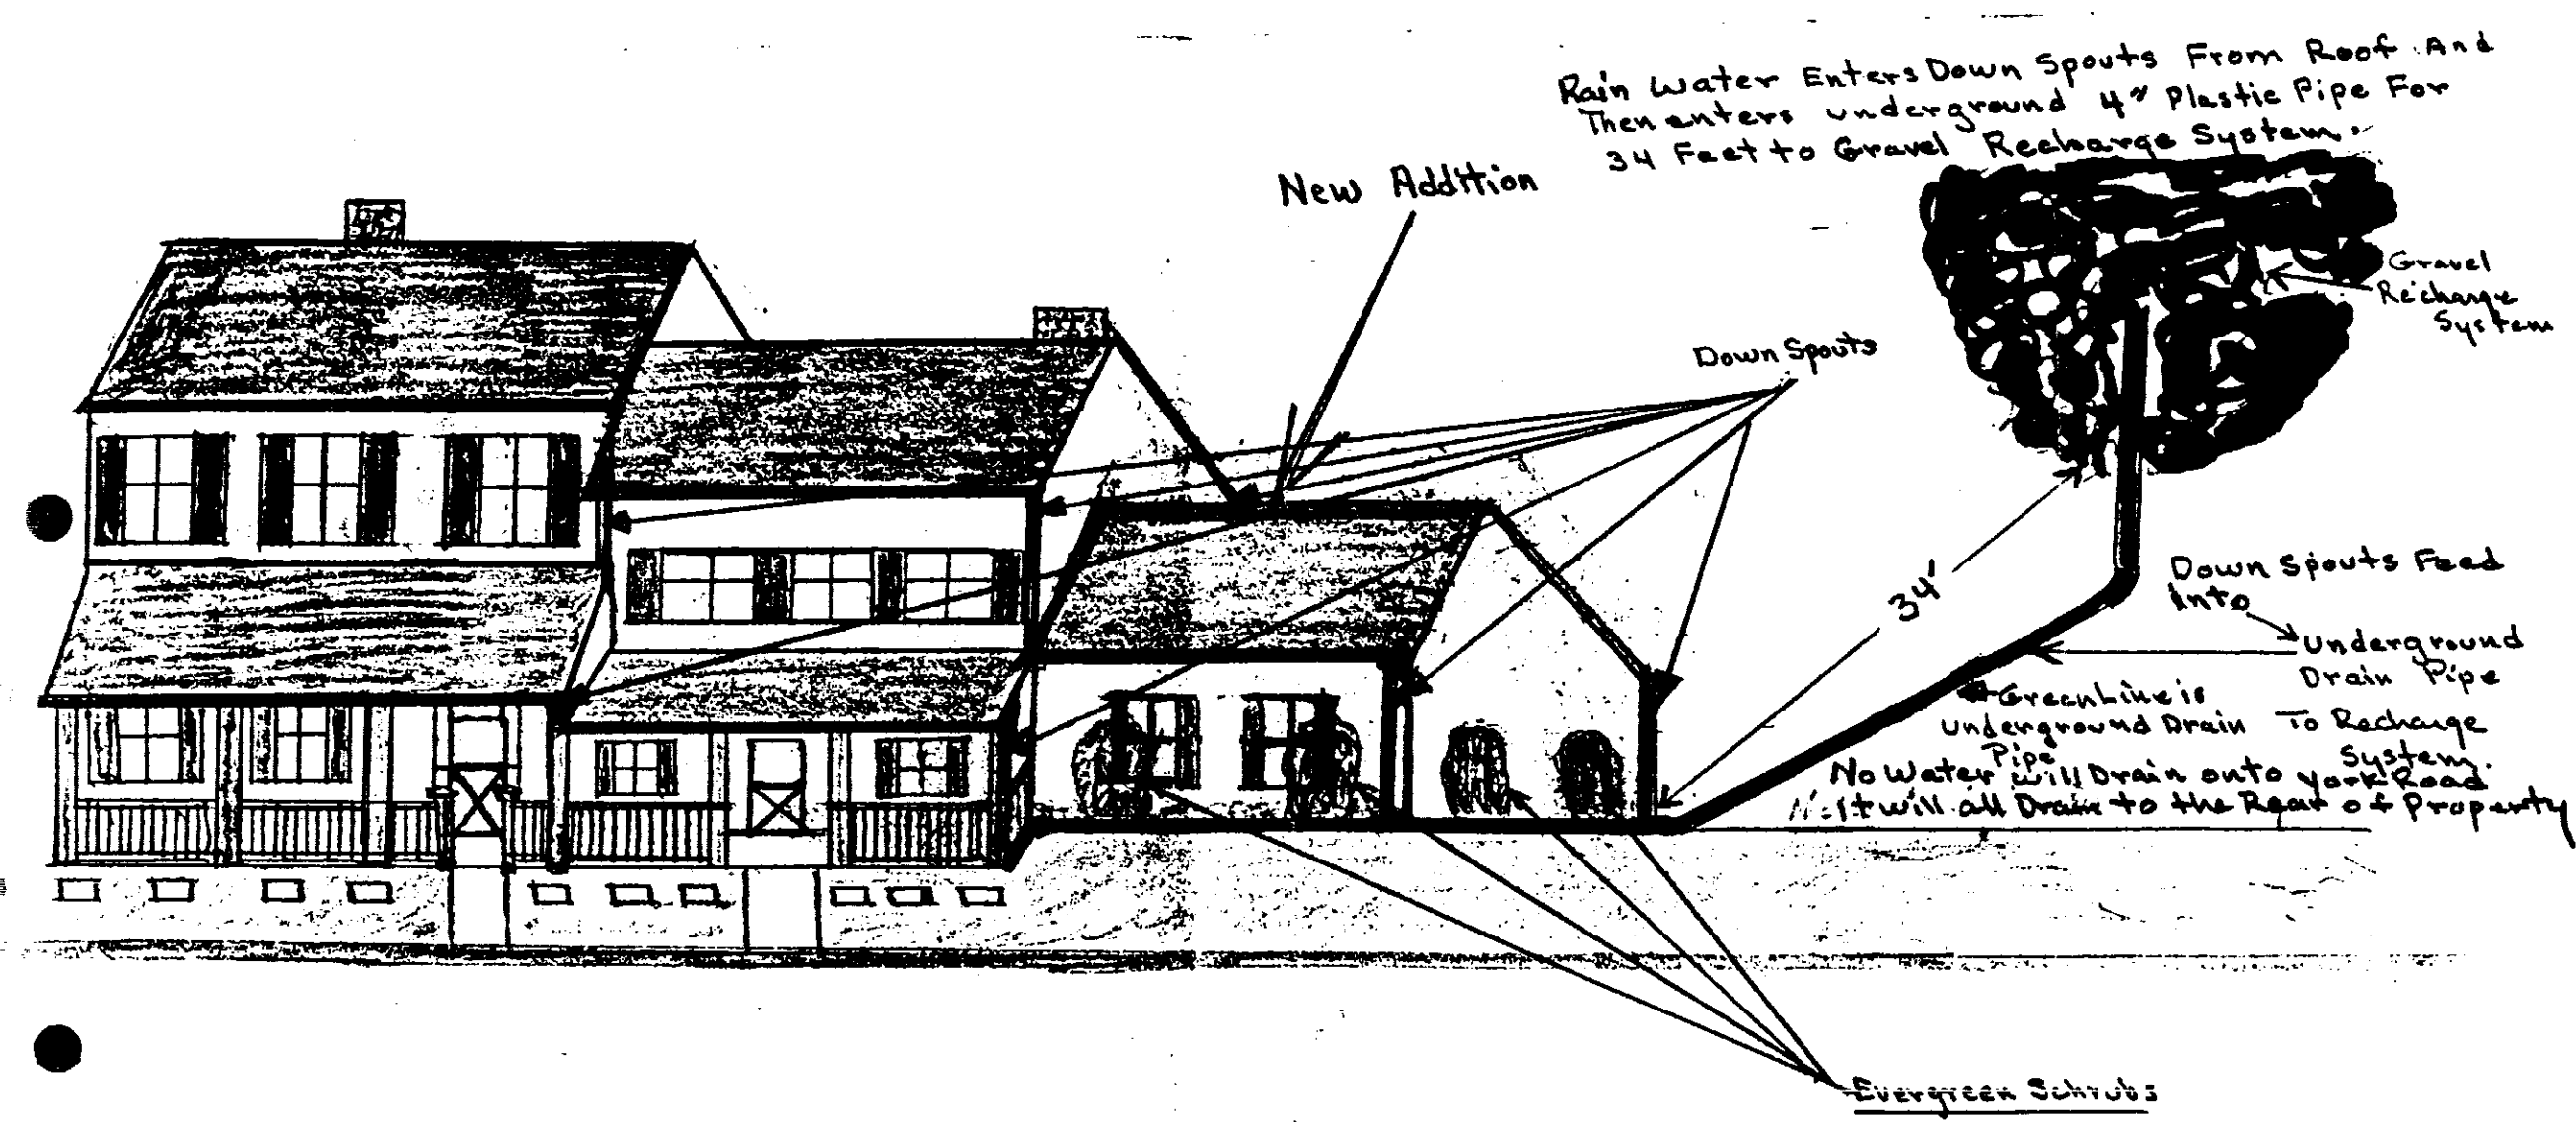 Rain Water Enters Down Spouts From Roof And
Then enters underground 4" Plastic Pipe For
34 Feet to Gravel Recharge System.
New Addition
Gravel
Recharge
System
Down Spouts
34'
Down Spouts Feed
into
Underground
Drain Pipe
Green Line is
Underground Drain
Pipe
To Recharge
System.
No Water Will Drain onto York Road
It will all Drain to the Rear of Property
Evergreen Schrubs